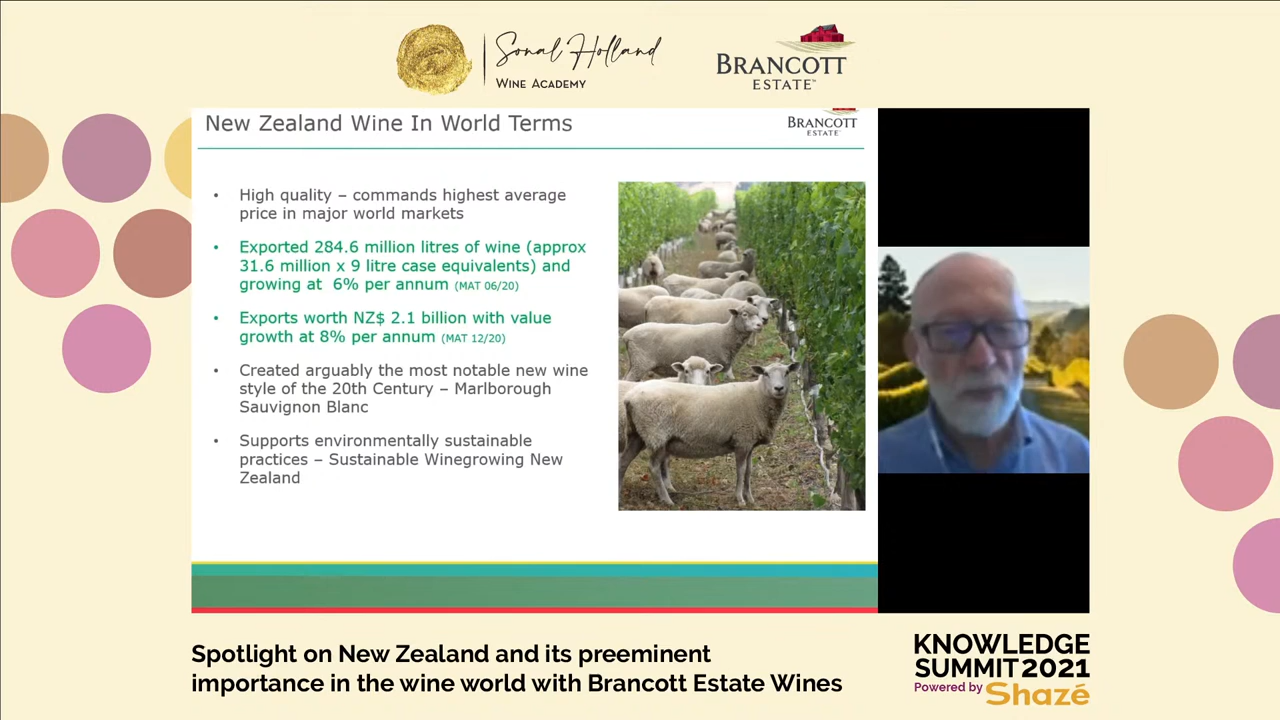 Sonal Holland
WINE ACADEMY
BRANCOTT
ESTATE™
New Zealand Wine In World Terms
BRANCOTT
ESTATE
• High quality – commands highest average
price in major world markets
• Exported 284.6 million litres of wine (approx
31.6 million x 9 litre case equivalents) and
growing at 6% per annum (MAT 06/20)
• Exports worth NZ$ 2.1 billion with value
growth at 8% per annum (MAT 12/20)
• Created arguably the most notable new wine
style of the 20th Century – Marlborough
Sauvignon Blanc
• Supports environmentally sustainable
practices – Sustainable Winegrowing New
Zealand
Spotlight on New Zealand and its preeminent
importance in the wine world with Brancott Estate Wines
KNOWLEDGE
SUMMIT 2021
Powered by Shazé